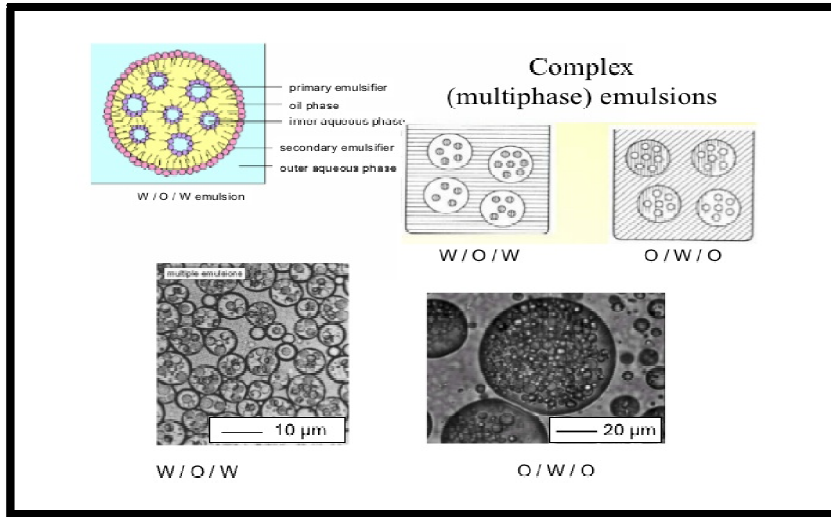 Complex
(multiphase) emulsions
primary emulsifier
oil phase
inner aqueous phase
secondary emulsifier
outer aqueous phase
W / O / W emulsion
W / O / W
O / W / O
multiple emulsions
10 μm
20 μm
W / O / W
O / W / O